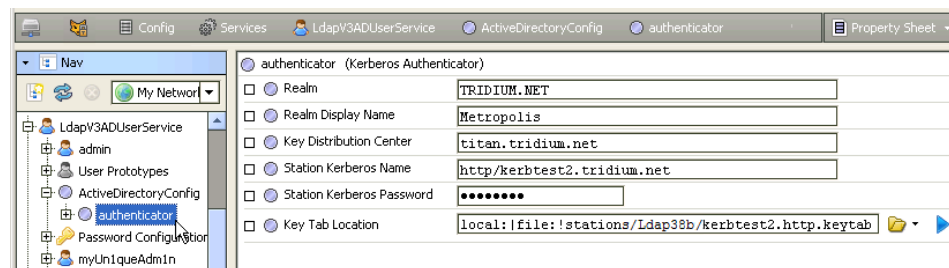 Config Services LdapV3ADUserService ActiveDirectoryConfig authenticator Property Sheet
Nav
My Network
LdapV3ADUserService
admin
User Prototypes
ActiveDirectoryConfig
authenticator
Password Configuration
myUn1queAdm1n
authenticator (Kerberos Authenticator)
Realm TRIDIUM.NET
Realm Display Name Metropolis
Key Distribution Center titan.tridium.net
Station Kerberos Name http/kerbtest2.tridium.net
Station Kerberos Password ●●●●●●●●
Key Tab Location local:|file:!stations/Ldap38b/kerbtest2.http.keytab